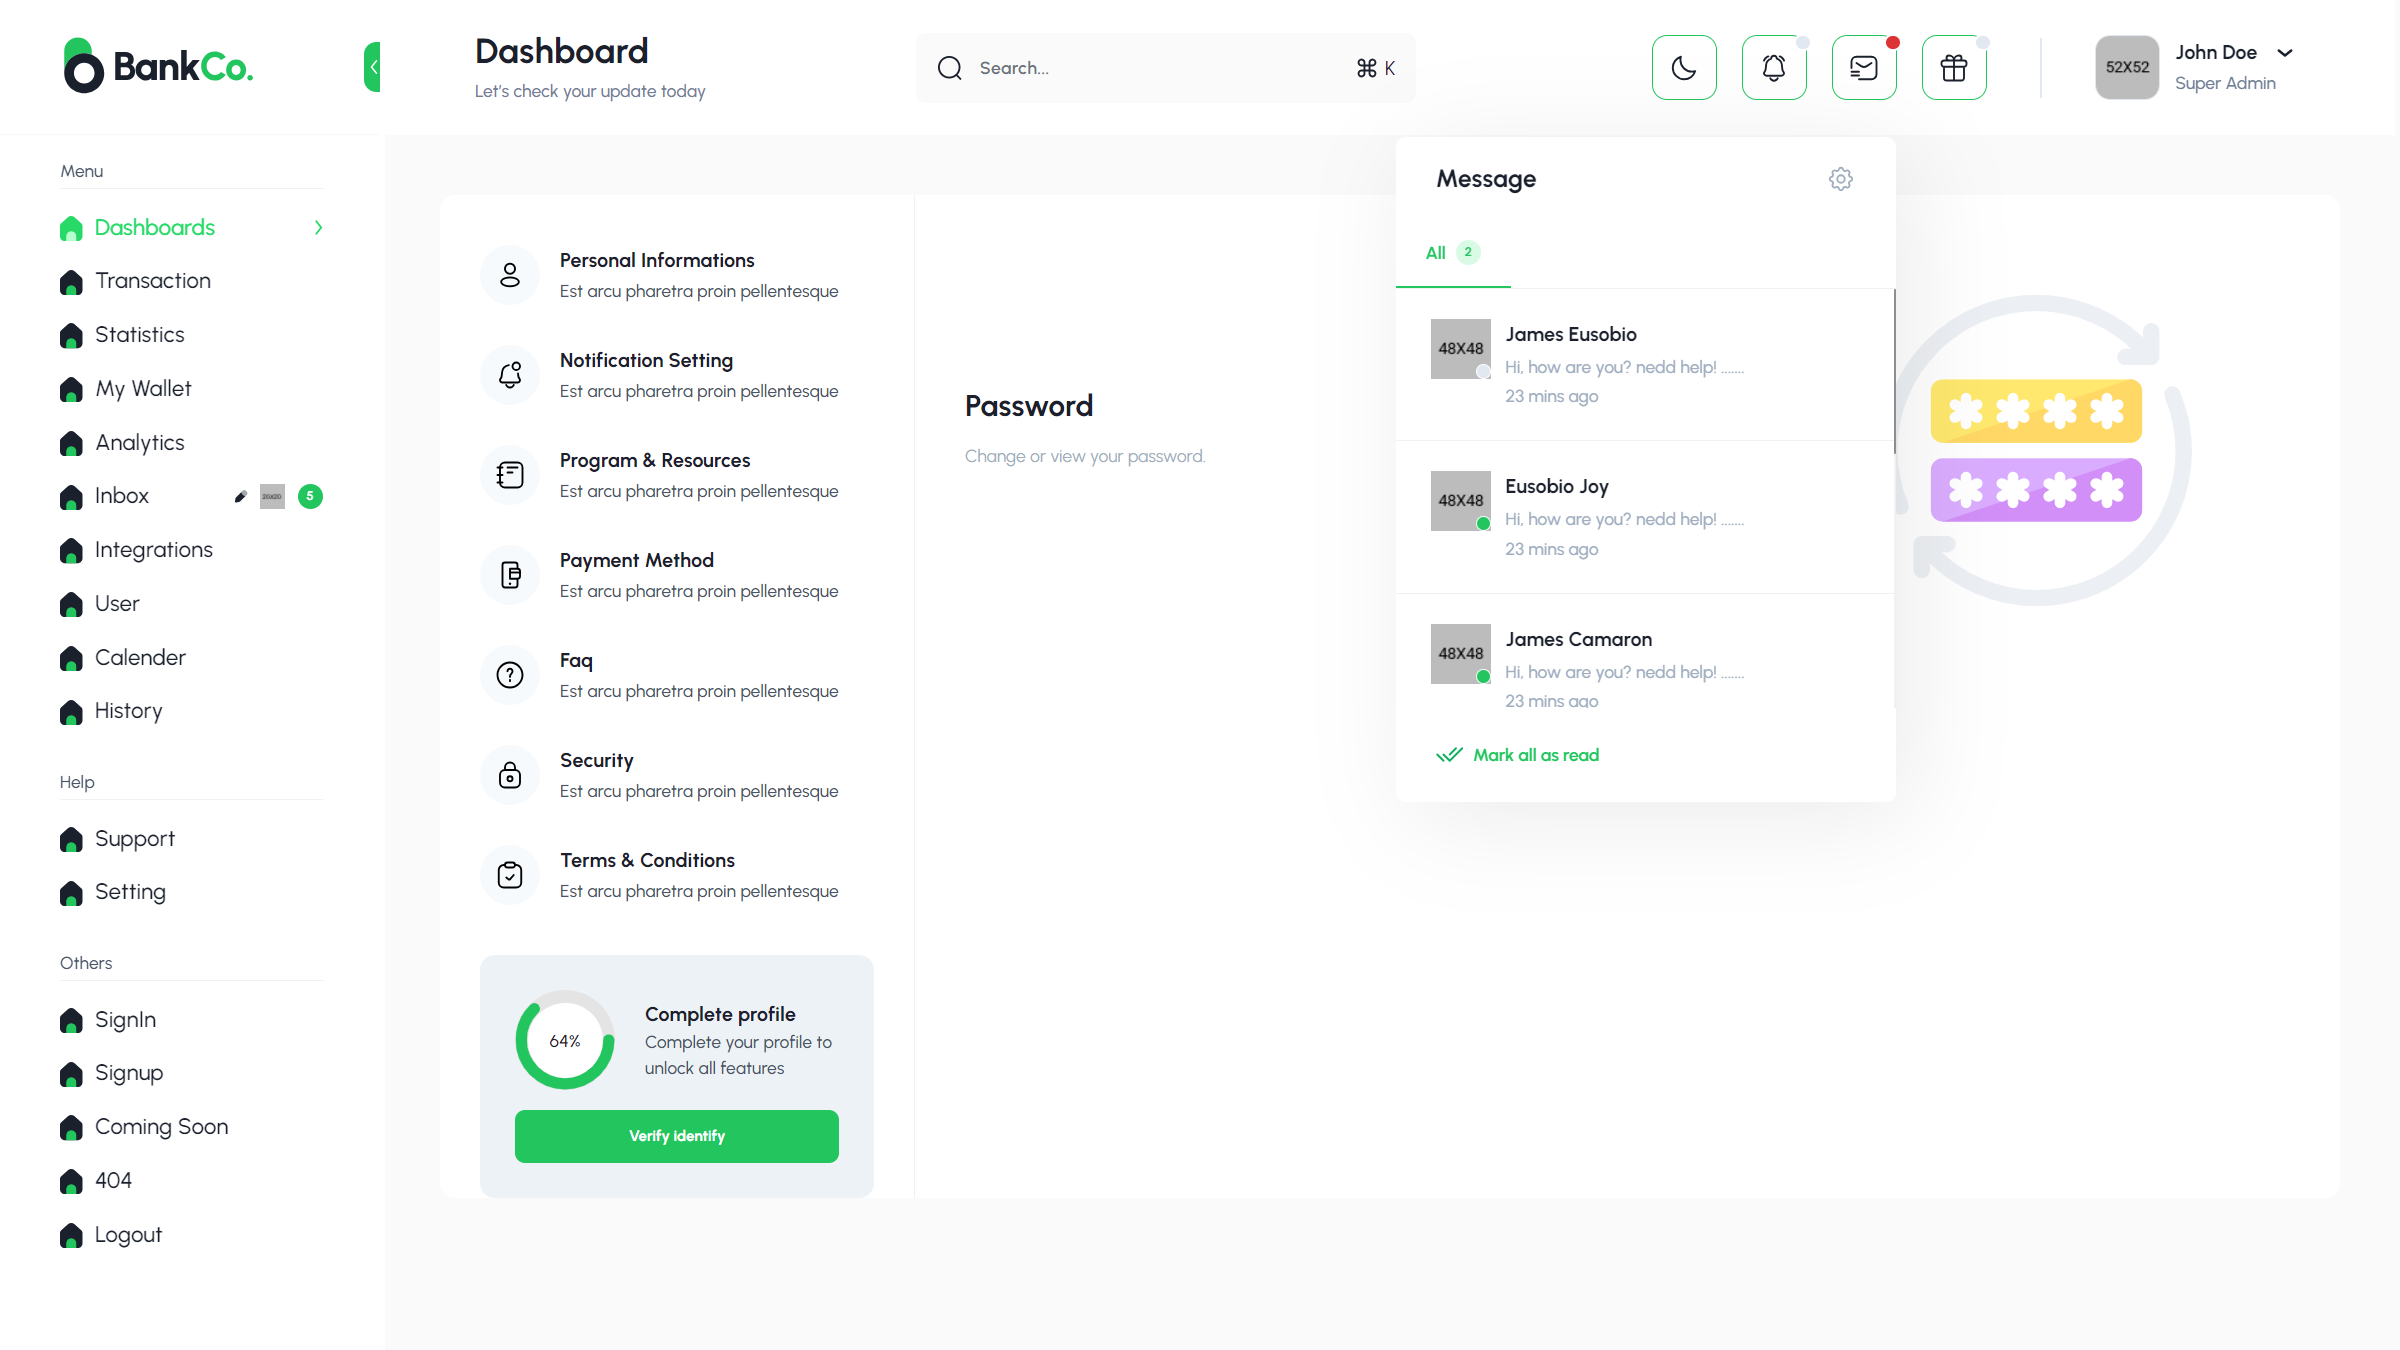 BankCo.
Dashboard
Let's check your update today
Search...
⌘ K
52X52
John Doe
Super Admin
Menu
Dashboards
Transaction
Statistics
My Wallet
Analytics
Inbox
20X20
5
Integrations
User
Calender
History
Help
Support
Setting
Others
SignIn
Signup
Coming Soon
404
Logout
Personal Informations
Est arcu pharetra proin pellentesque
Notification Setting
Est arcu pharetra proin pellentesque
Program & Resources
Est arcu pharetra proin pellentesque
Payment Method
Est arcu pharetra proin pellentesque
Faq
Est arcu pharetra proin pellentesque
Security
Est arcu pharetra proin pellentesque
Terms & Conditions
Est arcu pharetra proin pellentesque
64%
Complete profile
Complete your profile to
unlock all features
Verify identify
Password
Change or view your password.
Message
All 2
48X48
James Eusobio
Hi, how are you? nedd help! .......
23 mins ago
48X48
Eusobio Joy
Hi, how are you? nedd help! .......
23 mins ago
48X48
James Camaron
Hi, how are you? nedd help! .......
23 mins ago
Mark all as read